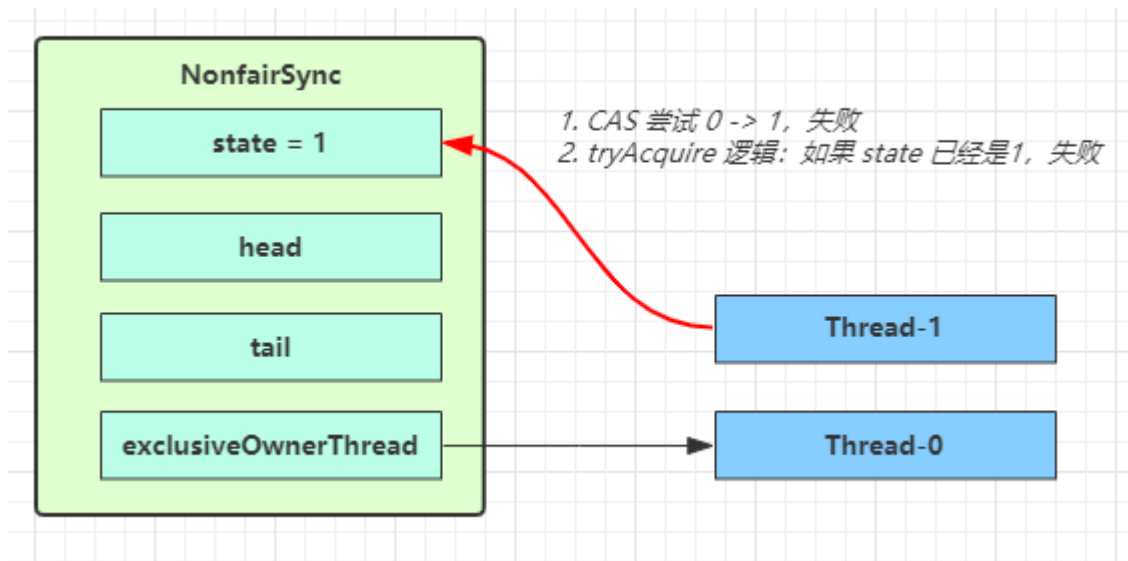 NonfairSync
state = 1
head
tail
exclusiveOwnerThread
1. CAS 尝试 0 -> 1，失败
2. tryAcquire 逻辑：如果 state 已经是1，失败
Thread-1
Thread-0